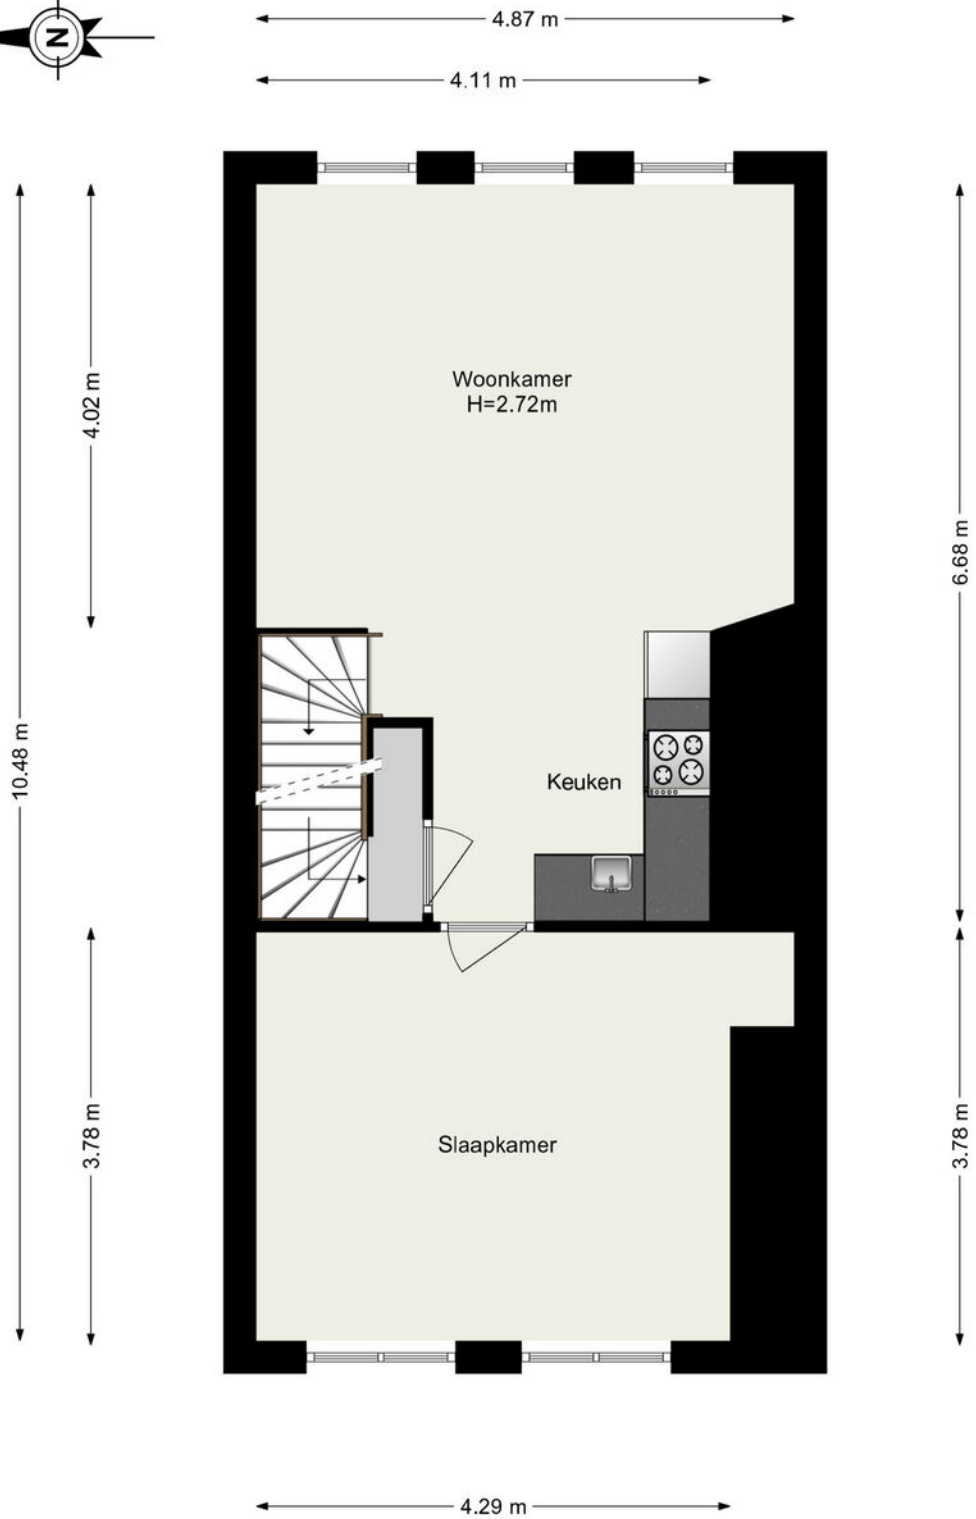 N
4.87 m
4.11 m
Woonkamer
H=2.72m
4.02 m
6.68 m
10.48 m
Keuken
3.78 m
Slaapkamer
3.78 m
4.29 m